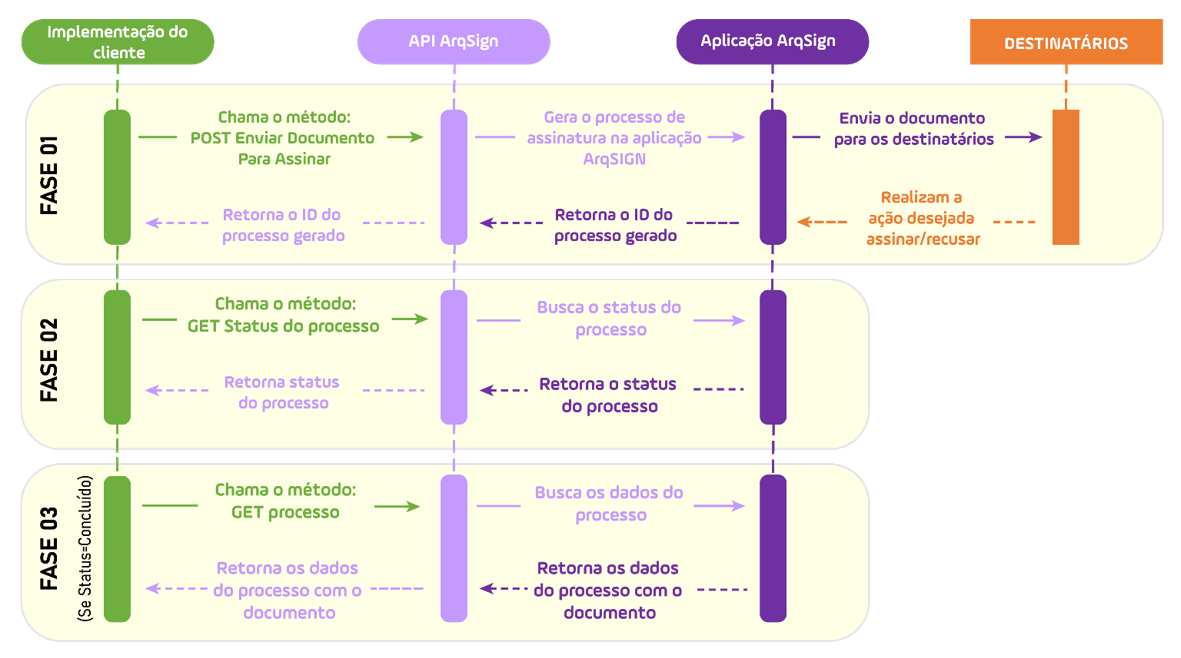 Implementação do
cliente
API ArqSign
Aplicação ArqSign
DESTINATÁRIOS
FASE 01
Chama o método:
POST Enviar Documento
Para Assinar
Gera o processo de
assinatura na aplicação
ArqSIGN
Envia o documento
para os destinatários
Retorna o ID do
processo gerado
Retorna o ID do
processo gerado
Realizam a
ação desejada
assinar/recusar
FASE 02
Chama o método:
GET Status do processo
Busca o status do
processo
Retorna status
do processo
Retorna o status
do processo
FASE 03
(Se Status=Concluído)
Chama o método:
GET processo
Busca os dados do
processo
Retorna os dados
do processo com o
documento
Retorna os dados
do processo com o
documento